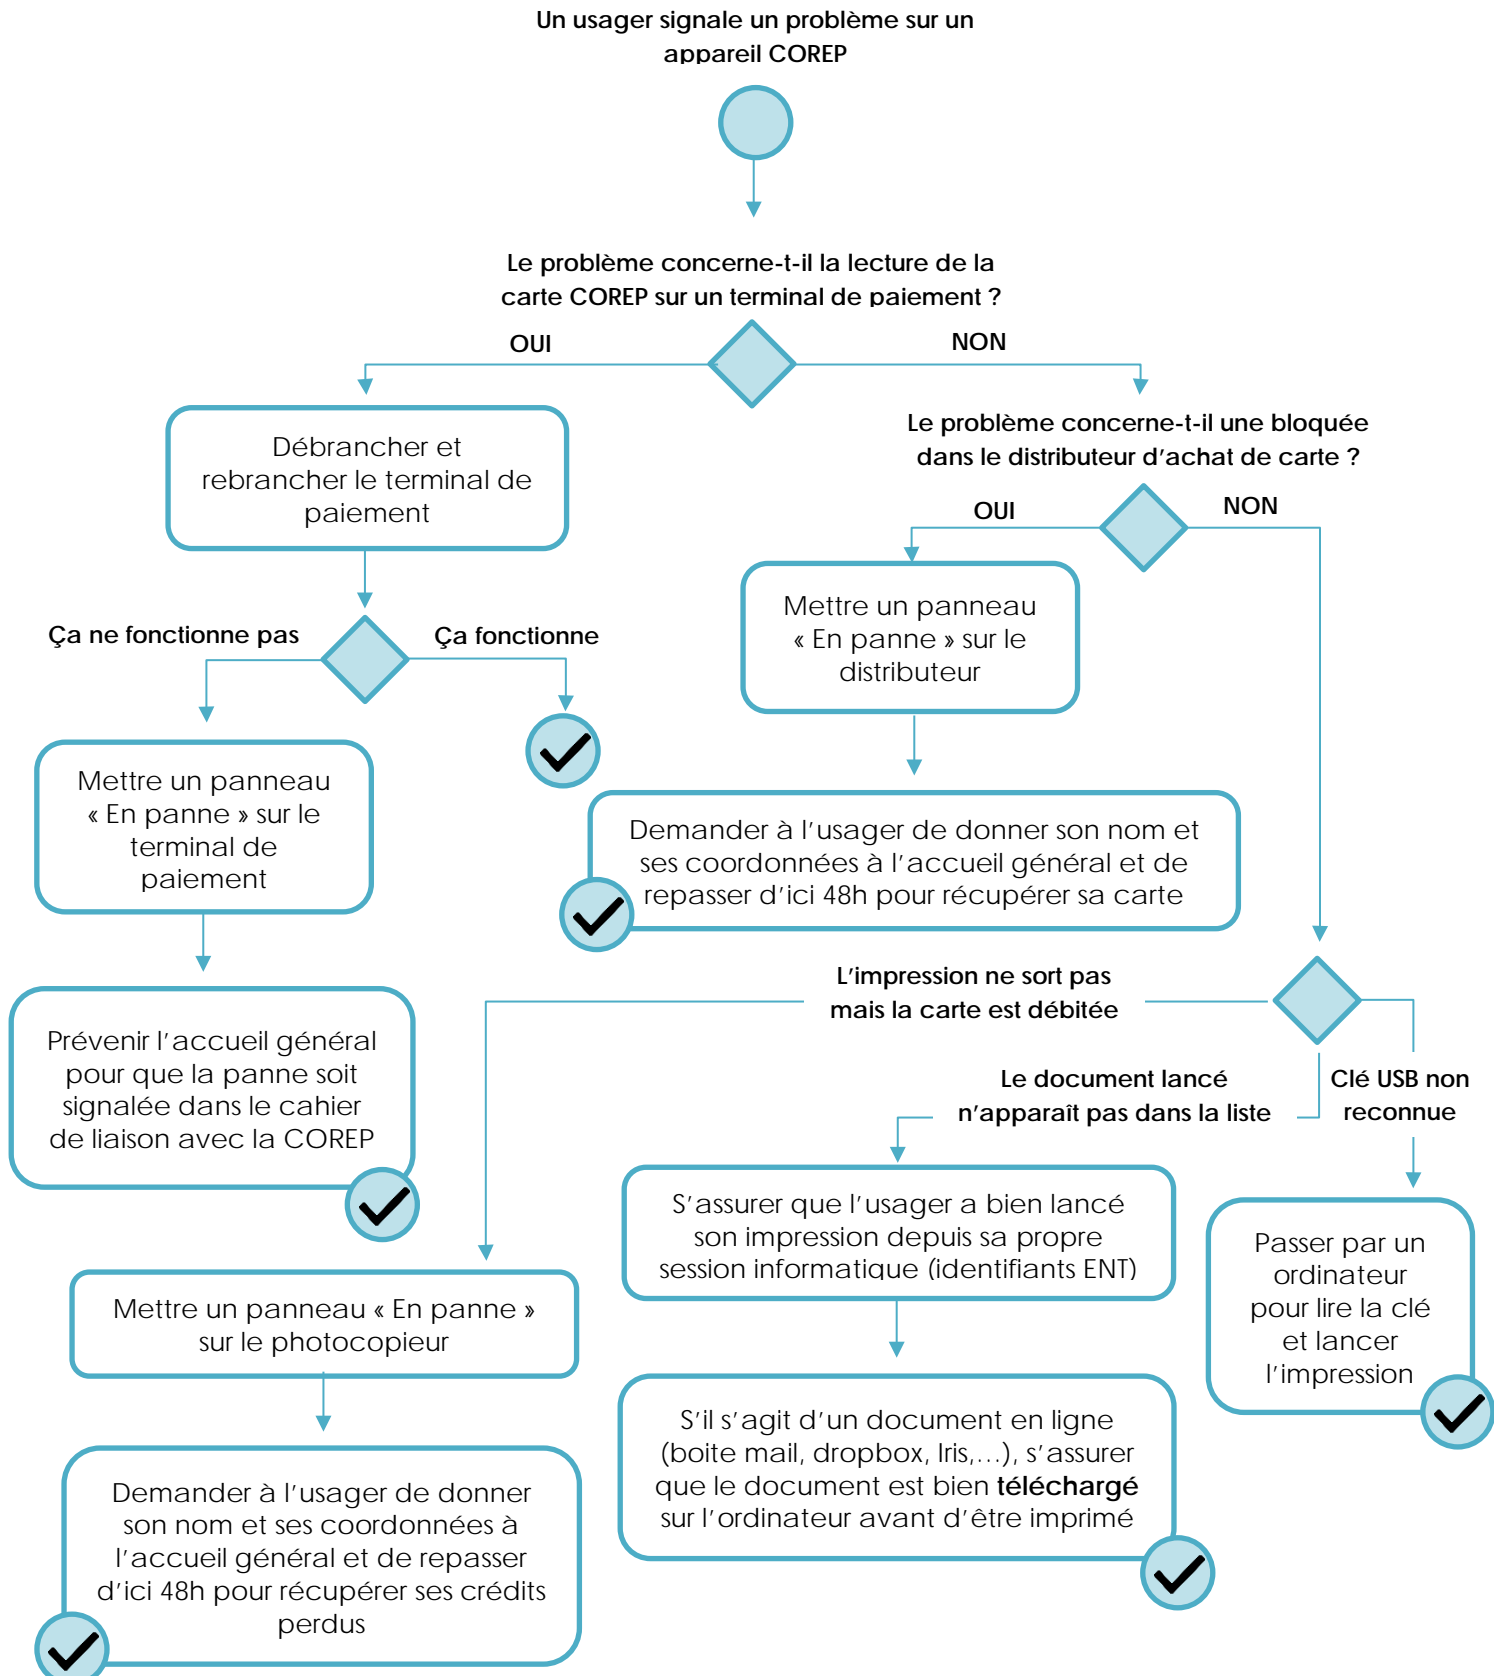 Un usager signale un problème sur un
appareil COREP
Le problème concerne-t-il la lecture de la
carte COREP sur un terminal de paiement ?
OUI
NON
Débrancher et
rebrancher le terminal de
paiement
Le problème concerne-t-il une bloquée
dans le distributeur d'achat de carte ?
OUI
NON
Ça ne fonctionne pas
Ça fonctionne
Mettre un panneau
« En panne » sur le
distributeur
Mettre un panneau
« En panne » sur le
terminal de
paiement
Demander à l'usager de donner son nom et
ses coordonnées à l'accueil général et de
repasser d'ici 48h pour récupérer sa carte
Prévenir l'accueil général
pour que la panne soit
signalée dans le cahier
de liaison avec la COREP
L'impression ne sort pas
mais la carte est débitée
Le document lancé
n'apparaît pas dans la liste
Clé USB non
reconnue
S'assurer que l'usager a bien lancé
son impression depuis sa propre
session informatique (identifiants ENT)
Passer par un
ordinateur
pour lire la clé
et lancer
l'impression
Mettre un panneau « En panne »
sur le photocopieur
S'il s'agit d'un document en ligne
(boite mail, dropbox, Iris,…), s'assurer
que le document est bien téléchargé
sur l'ordinateur avant d'être imprimé
Demander à l'usager de donner
son nom et ses coordonnées à
l'accueil général et de repasser
d'ici 48h pour récupérer ses crédits
perdus